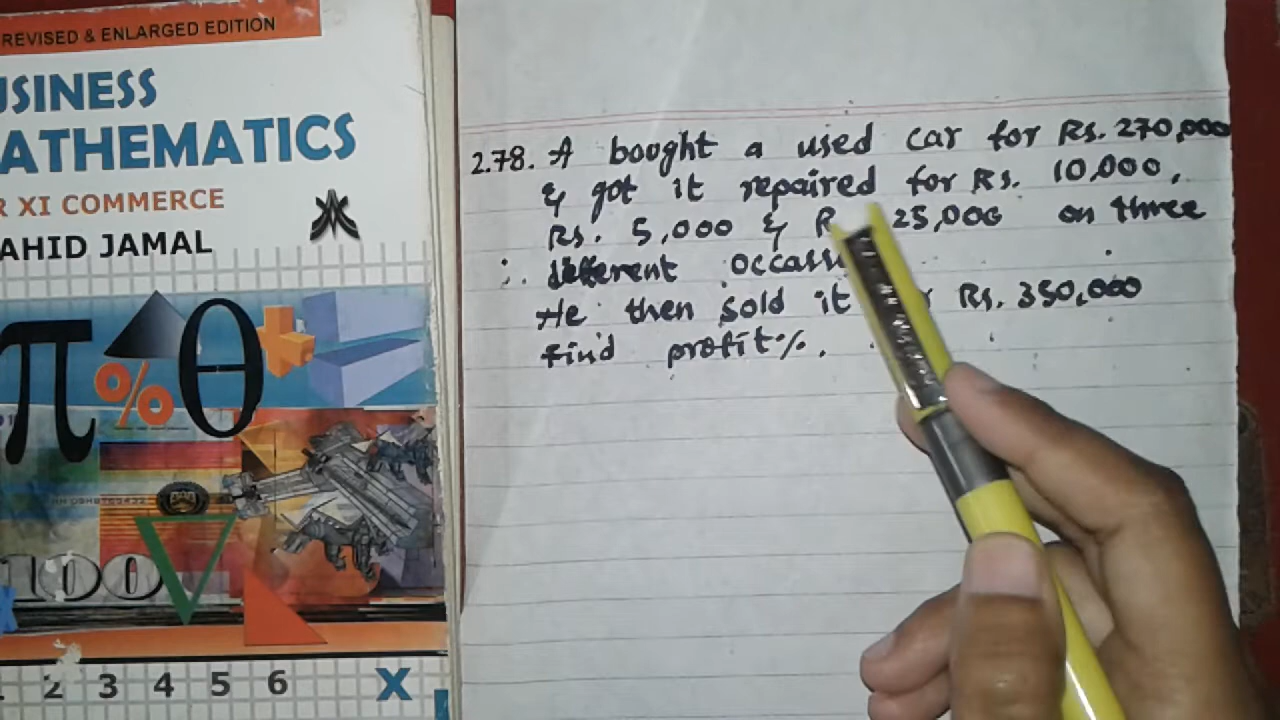 REVISED & ENLARGED EDITION
USINESS
ATHEMATICS
R XI COMMERCE
AHID JAMAL
π % θ
100
2 3 4 5 6 X
2.78. A bought a used car for Rs. 270,000
& got it repaired for Rs. 10,000,
Rs. 5,000 & R 25,000 on three
∴ different occass
He then sold it r Rs. 350,000
find profit%.